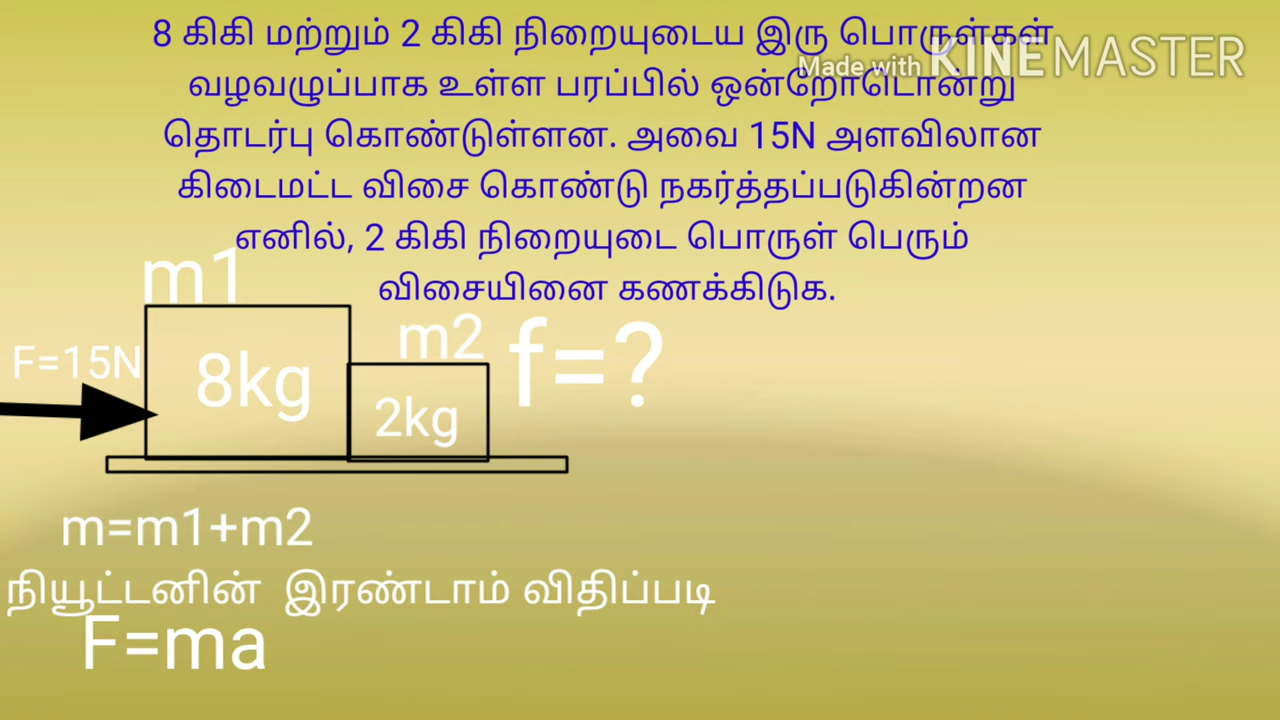 8 கிகி மற்றும் 2 கிகி நிறையுடைய இரு பொருள்கள்
Made with KINEMASTER
வழவழுப்பாக உள்ள பரப்பில் ஒன்றோடொன்று
தொடர்பு கொண்டுள்ளன. அவை 15N அளவிலான
கிடைமட்ட விசை கொண்டு நகர்த்தப்படுகின்றன
எனில், 2 கிகி நிறையுடை பொருள் பெரும்
விசையினை கணக்கிடுக.
m1
m2
f=?
F=15N
8kg
2kg
m=m1+m2
நியூட்டனின் இரண்டாம் விதிப்படி
F=ma